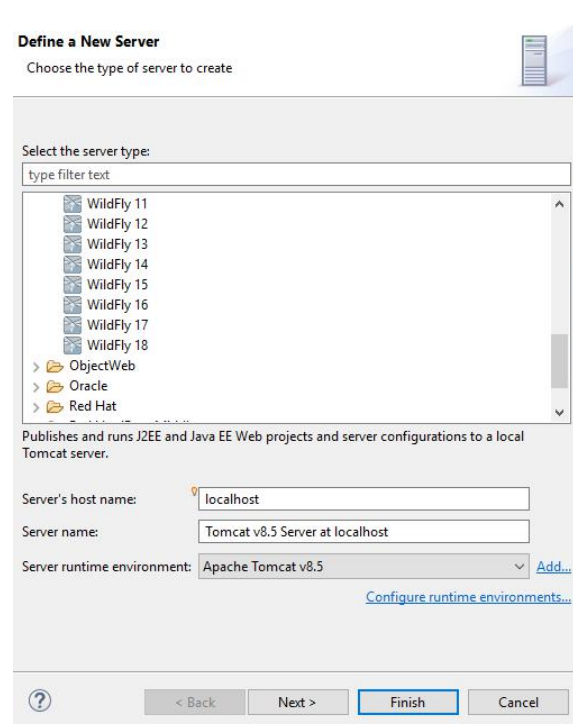 Define a New Server
Choose the type of server to create
Select the server type:
type filter text
WildFly 11
WildFly 12
WildFly 13
WildFly 14
WildFly 15
WildFly 16
WildFly 17
WildFly 18
ObjectWeb
Oracle
Red Hat
Publishes and runs J2EE and Java EE Web projects and server configurations to a local
Tomcat server.
Server's host name: localhost
Server name: Tomcat v8.5 Server at localhost
Server runtime environment: Apache Tomcat v8.5 Add...
Configure runtime environments...
? < Back Next > Finish Cancel